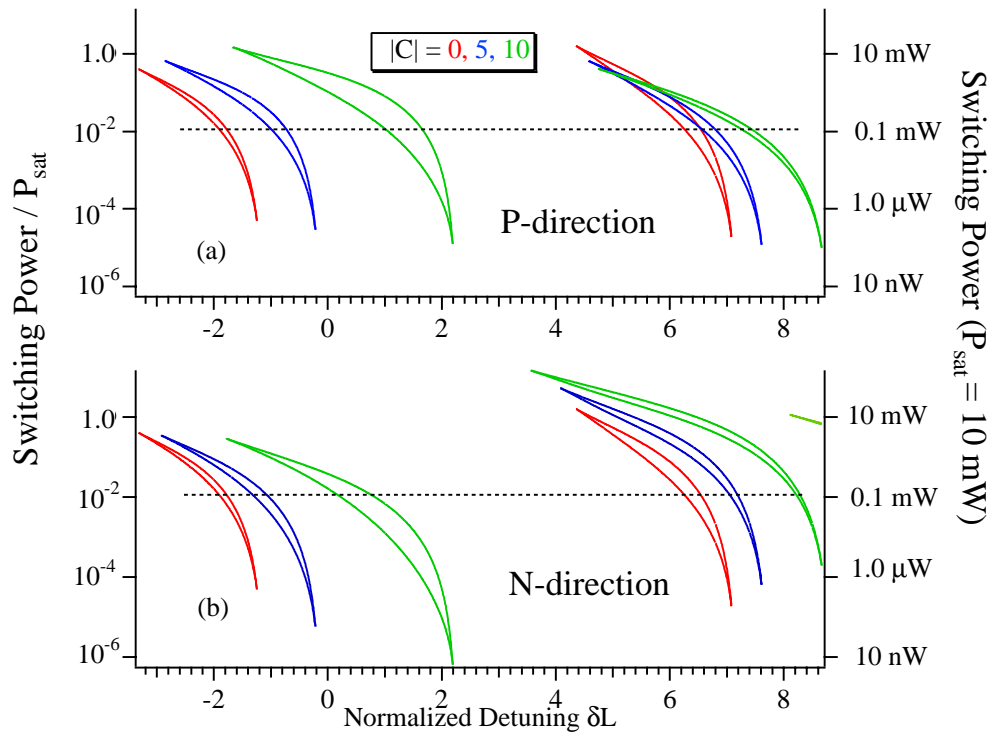 |C| = 0, 5, 10
Switching Power / P_sat
Switching Power (P_sat = 10 mW)
1.0
10^-2
10^-4
10^-6
10 mW
0.1 mW
1.0 μW
10 nW
(a)
P-direction
-2 0 2 4 6 8
1.0
10^-2
10^-4
10^-6
10 mW
0.1 mW
1.0 μW
10 nW
(b)
N-direction
-2 0 2 4 6 8
Normalized Detuning δL